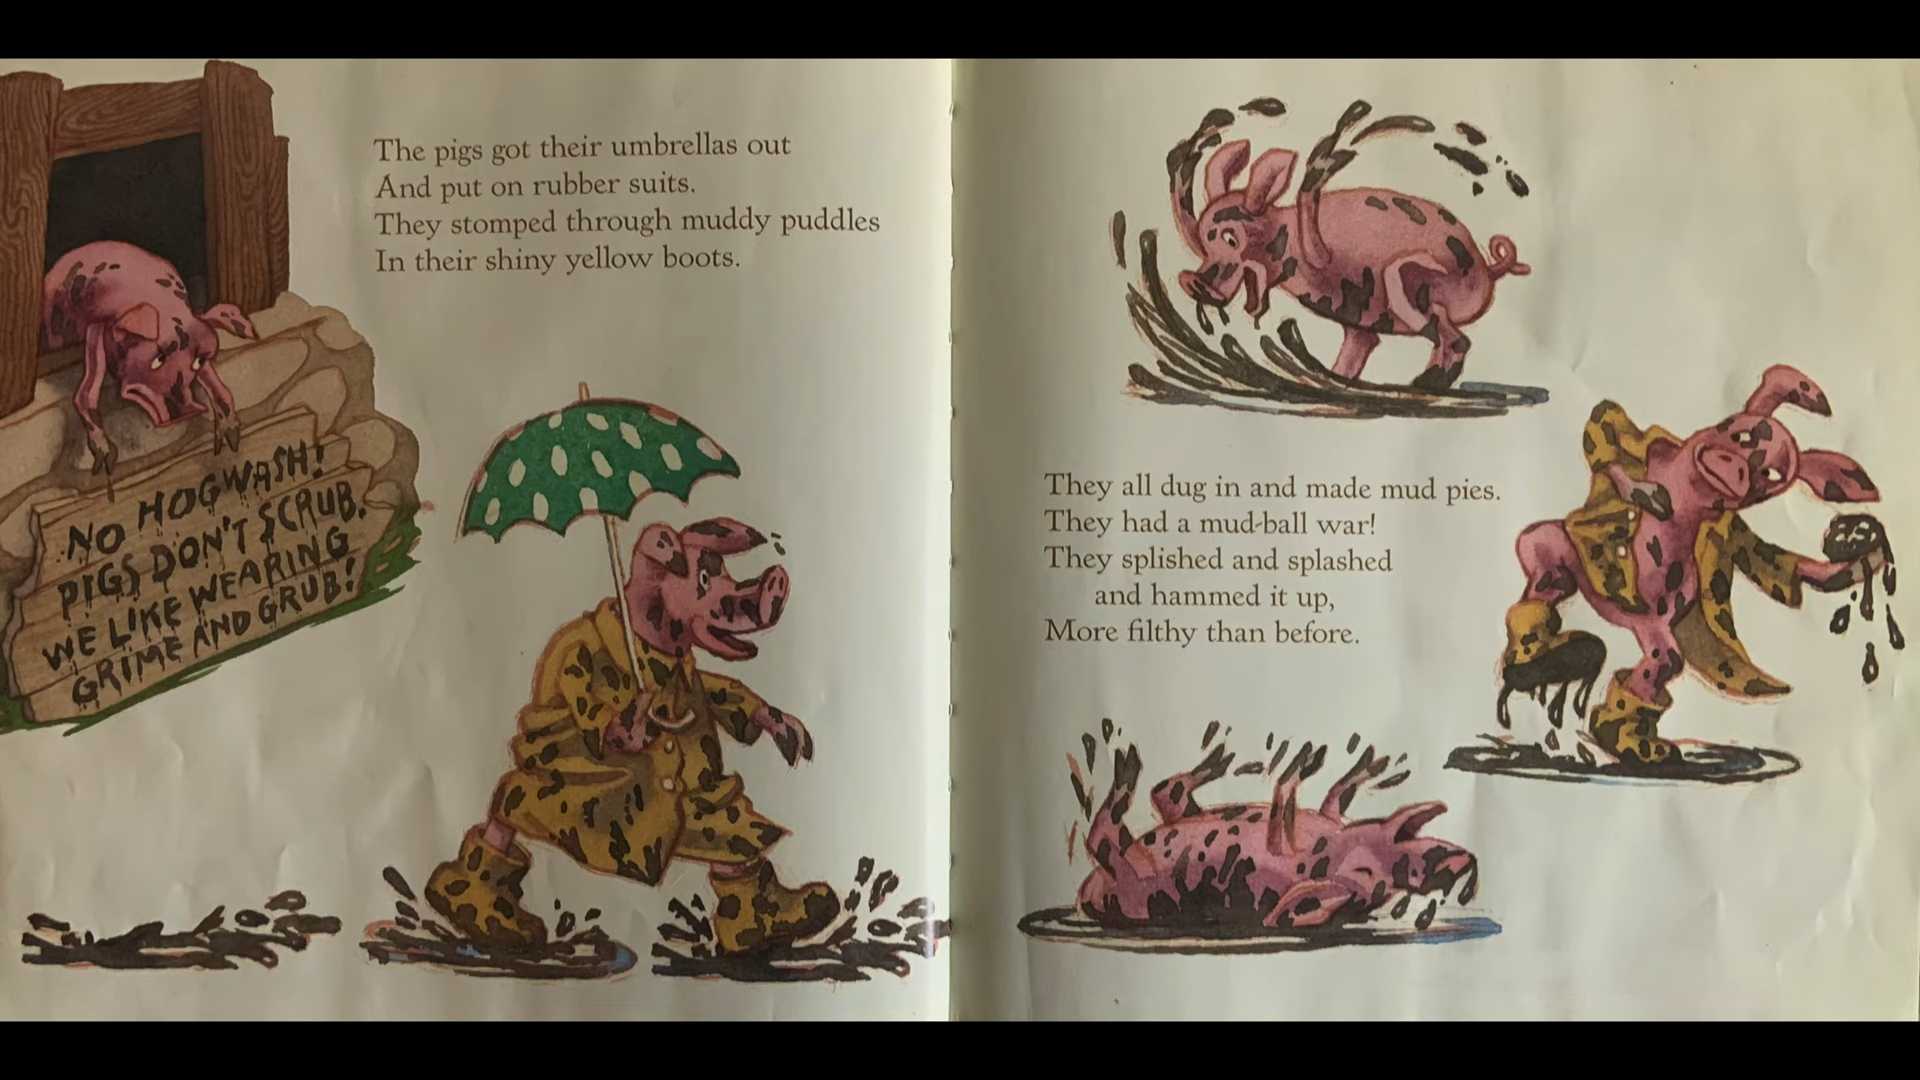 The pigs got their umbrellas out
And put on rubber suits.
They stomped through muddy puddles
In their shiny yellow boots.
NO HOGWASH!
PIGS DON'T SCRUB.
WE LIKE WEARING
GRIME AND GRUB!
They all dug in and made mud pies.
They had a mud-ball war!
They splished and splashed
and hammed it up,
More filthy than before.